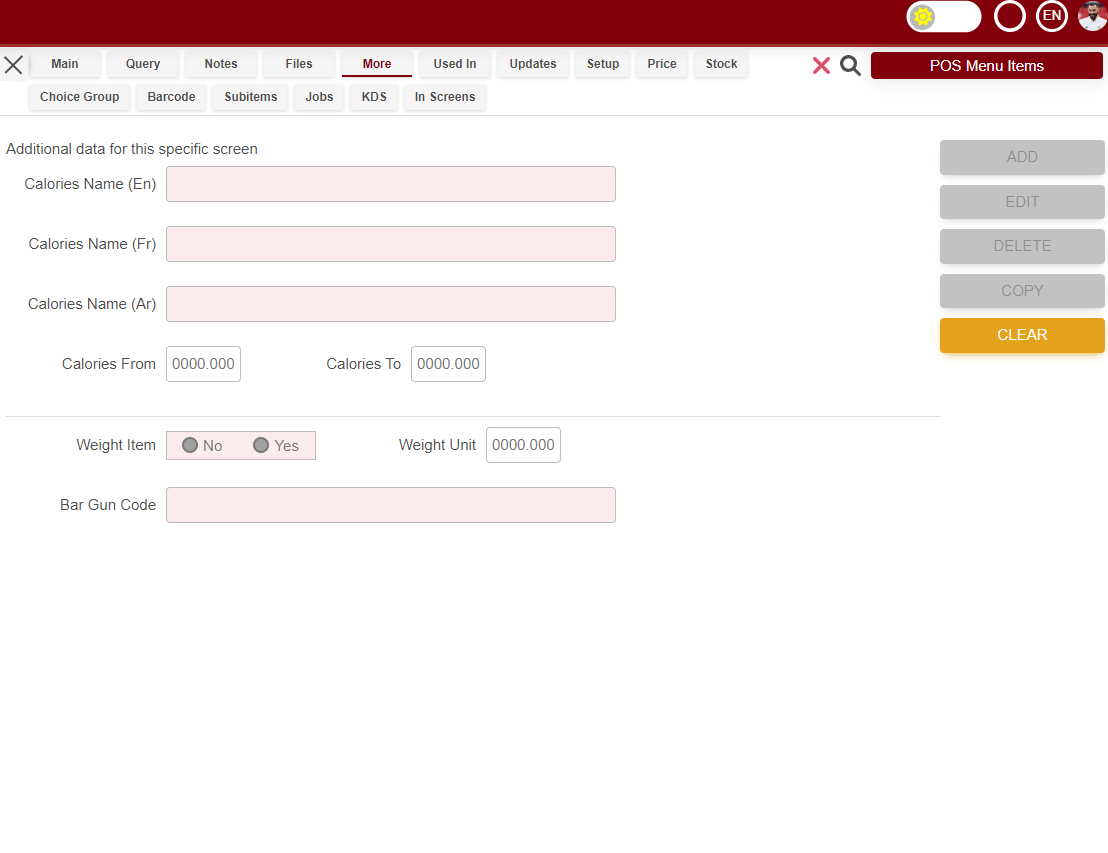 EN
Main Query Notes Files More Used In Updates Setup Price Stock
POS Menu Items
Choice Group Barcode Subitems Jobs KDS In Screens
Additional data for this specific screen
Calories Name (En)
Calories Name (Fr)
Calories Name (Ar)
Calories From 0000.000 Calories To 0000.000
Weight Item No Yes Weight Unit 0000.000
Bar Gun Code
ADD
EDIT
DELETE
COPY
CLEAR